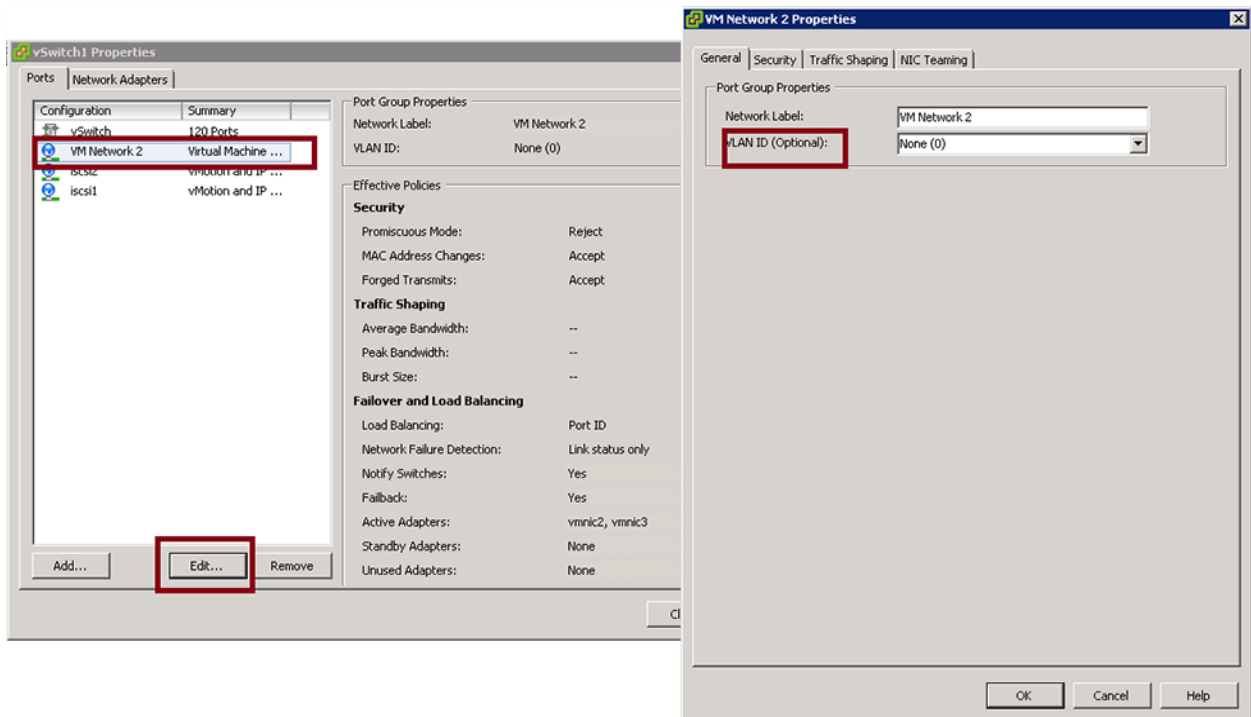 vSwitch1 Properties
Ports Network Adapters
Configuration Summary
vSwitch 120 Ports
VM Network 2 Virtual Machine ...
iscsi2 vMotion and IP ...
iscsi1 vMotion and IP ...
Add... Edit... Remove
Port Group Properties
Network Label: VM Network 2
VLAN ID: None (0)
Effective Policies
Security
Promiscuous Mode: Reject
MAC Address Changes: Accept
Forged Transmits: Accept
Traffic Shaping
Average Bandwidth: --
Peak Bandwidth: --
Burst Size: --
Failover and Load Balancing
Load Balancing: Port ID
Network Failure Detection: Link status only
Notify Switches: Yes
Failback: Yes
Active Adapters: vmnic2, vmnic3
Standby Adapters: None
Unused Adapters: None
Cl
VM Network 2 Properties
General Security Traffic Shaping NIC Teaming
Port Group Properties
Network Label: VM Network 2
VLAN ID (Optional): None (0)
OK Cancel Help